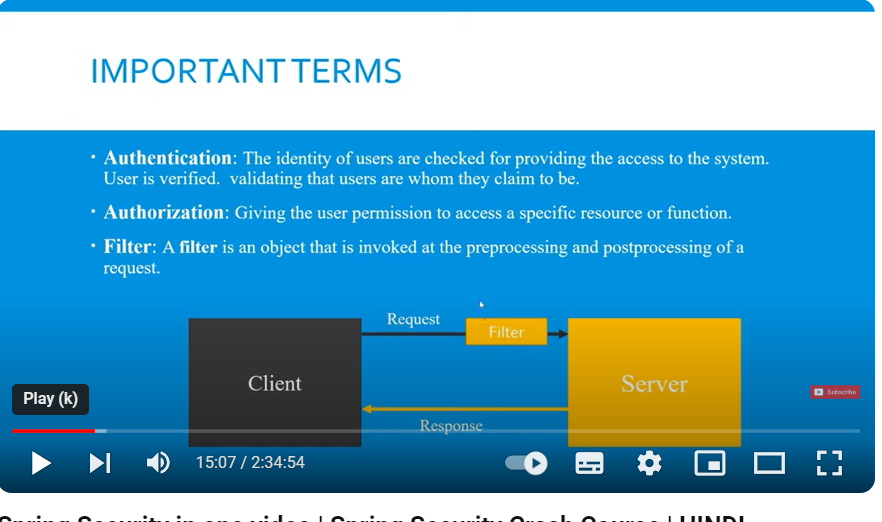 IMPORTANT TERMS
▪ Authentication: The identity of users are checked for providing the access to the system.
User is verified. validating that users are whom they claim to be.
▪ Authorization: Giving the user permission to access a specific resource or function.
▪ Filter: A filter is an object that is invoked at the preprocessing and postprocessing of a
request.
Request
Filter
Client
Server
Subscribe
Play (k)
Response
15:07 / 2:34:54
Spring Security in one video | Spring Security Crash Course | HINDI